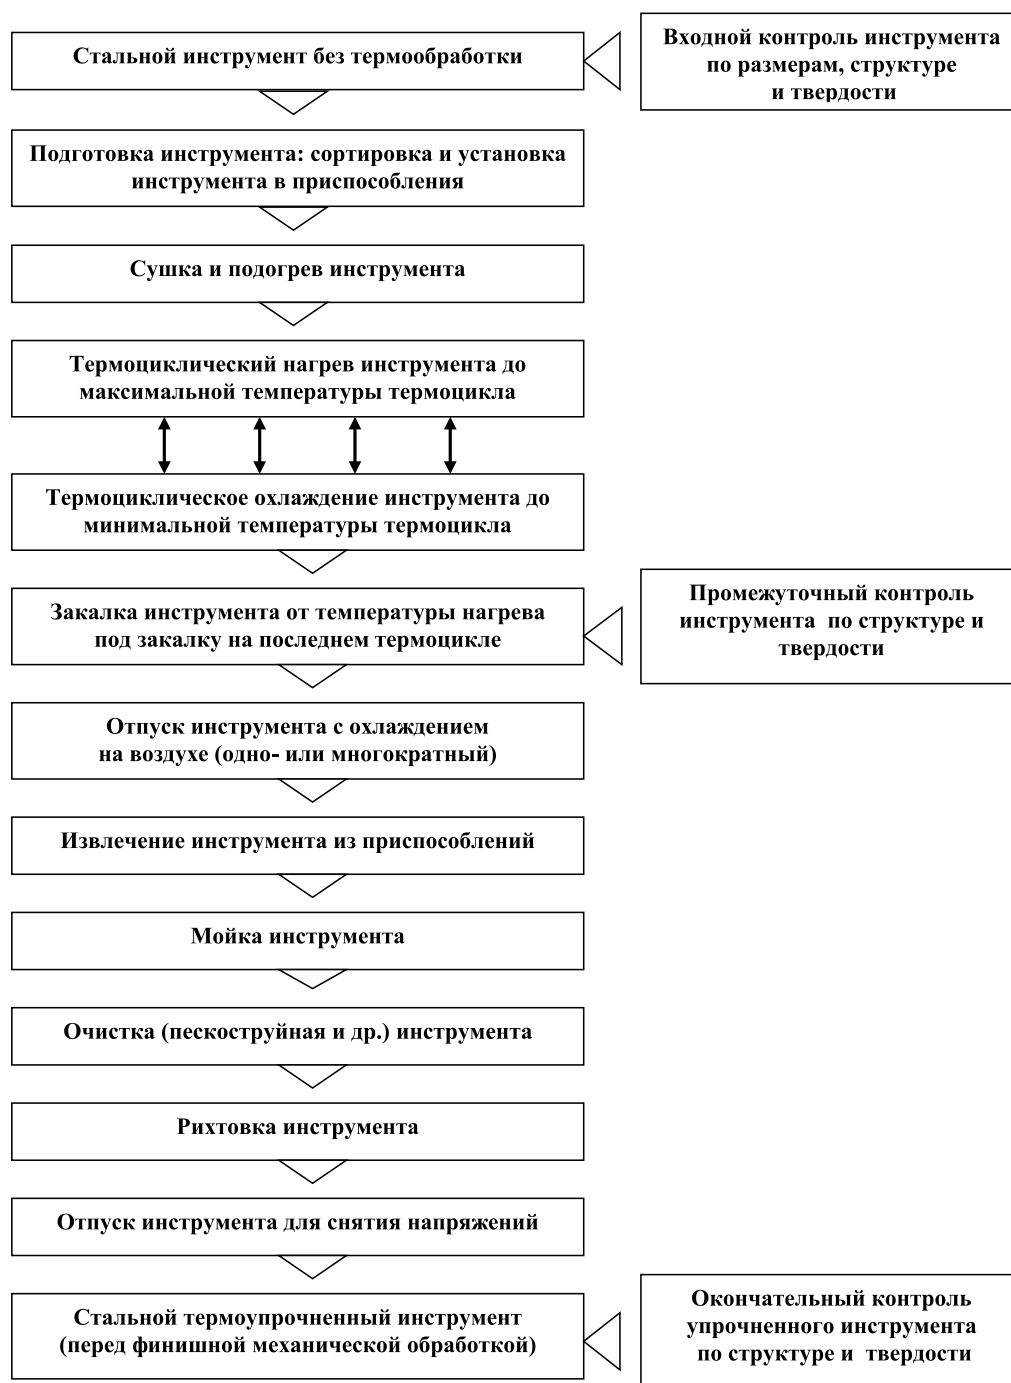 Стальной инструмент без термообработки
Входной контроль инструмента
по размерам, структуре
и твердости
Подготовка инструмента: сортировка и установка
инструмента в приспособления
Сушка и подогрев инструмента
Термоциклический нагрев инструмента до
максимальной температуры термоцикла
Термоциклическое охлаждение инструмента до
минимальной температуры термоцикла
Закалка инструмента от температуры нагрева
под закалку на последнем термоцикле
Промежуточный контроль
инструмента по структуре и
твердости
Отпуск инструмента с охлаждением
на воздухе (одно- или многократный)
Извлечение инструмента из приспособлений
Мойка инструмента
Очистка (пескоструйная и др.) инструмента
Рихтовка инструмента
Отпуск инструмента для снятия напряжений
Стальной термоупрочненный инструмент
(перед финишной механической обработкой)
Окончательный контроль
упрочненного инструмента
по структуре и твердости